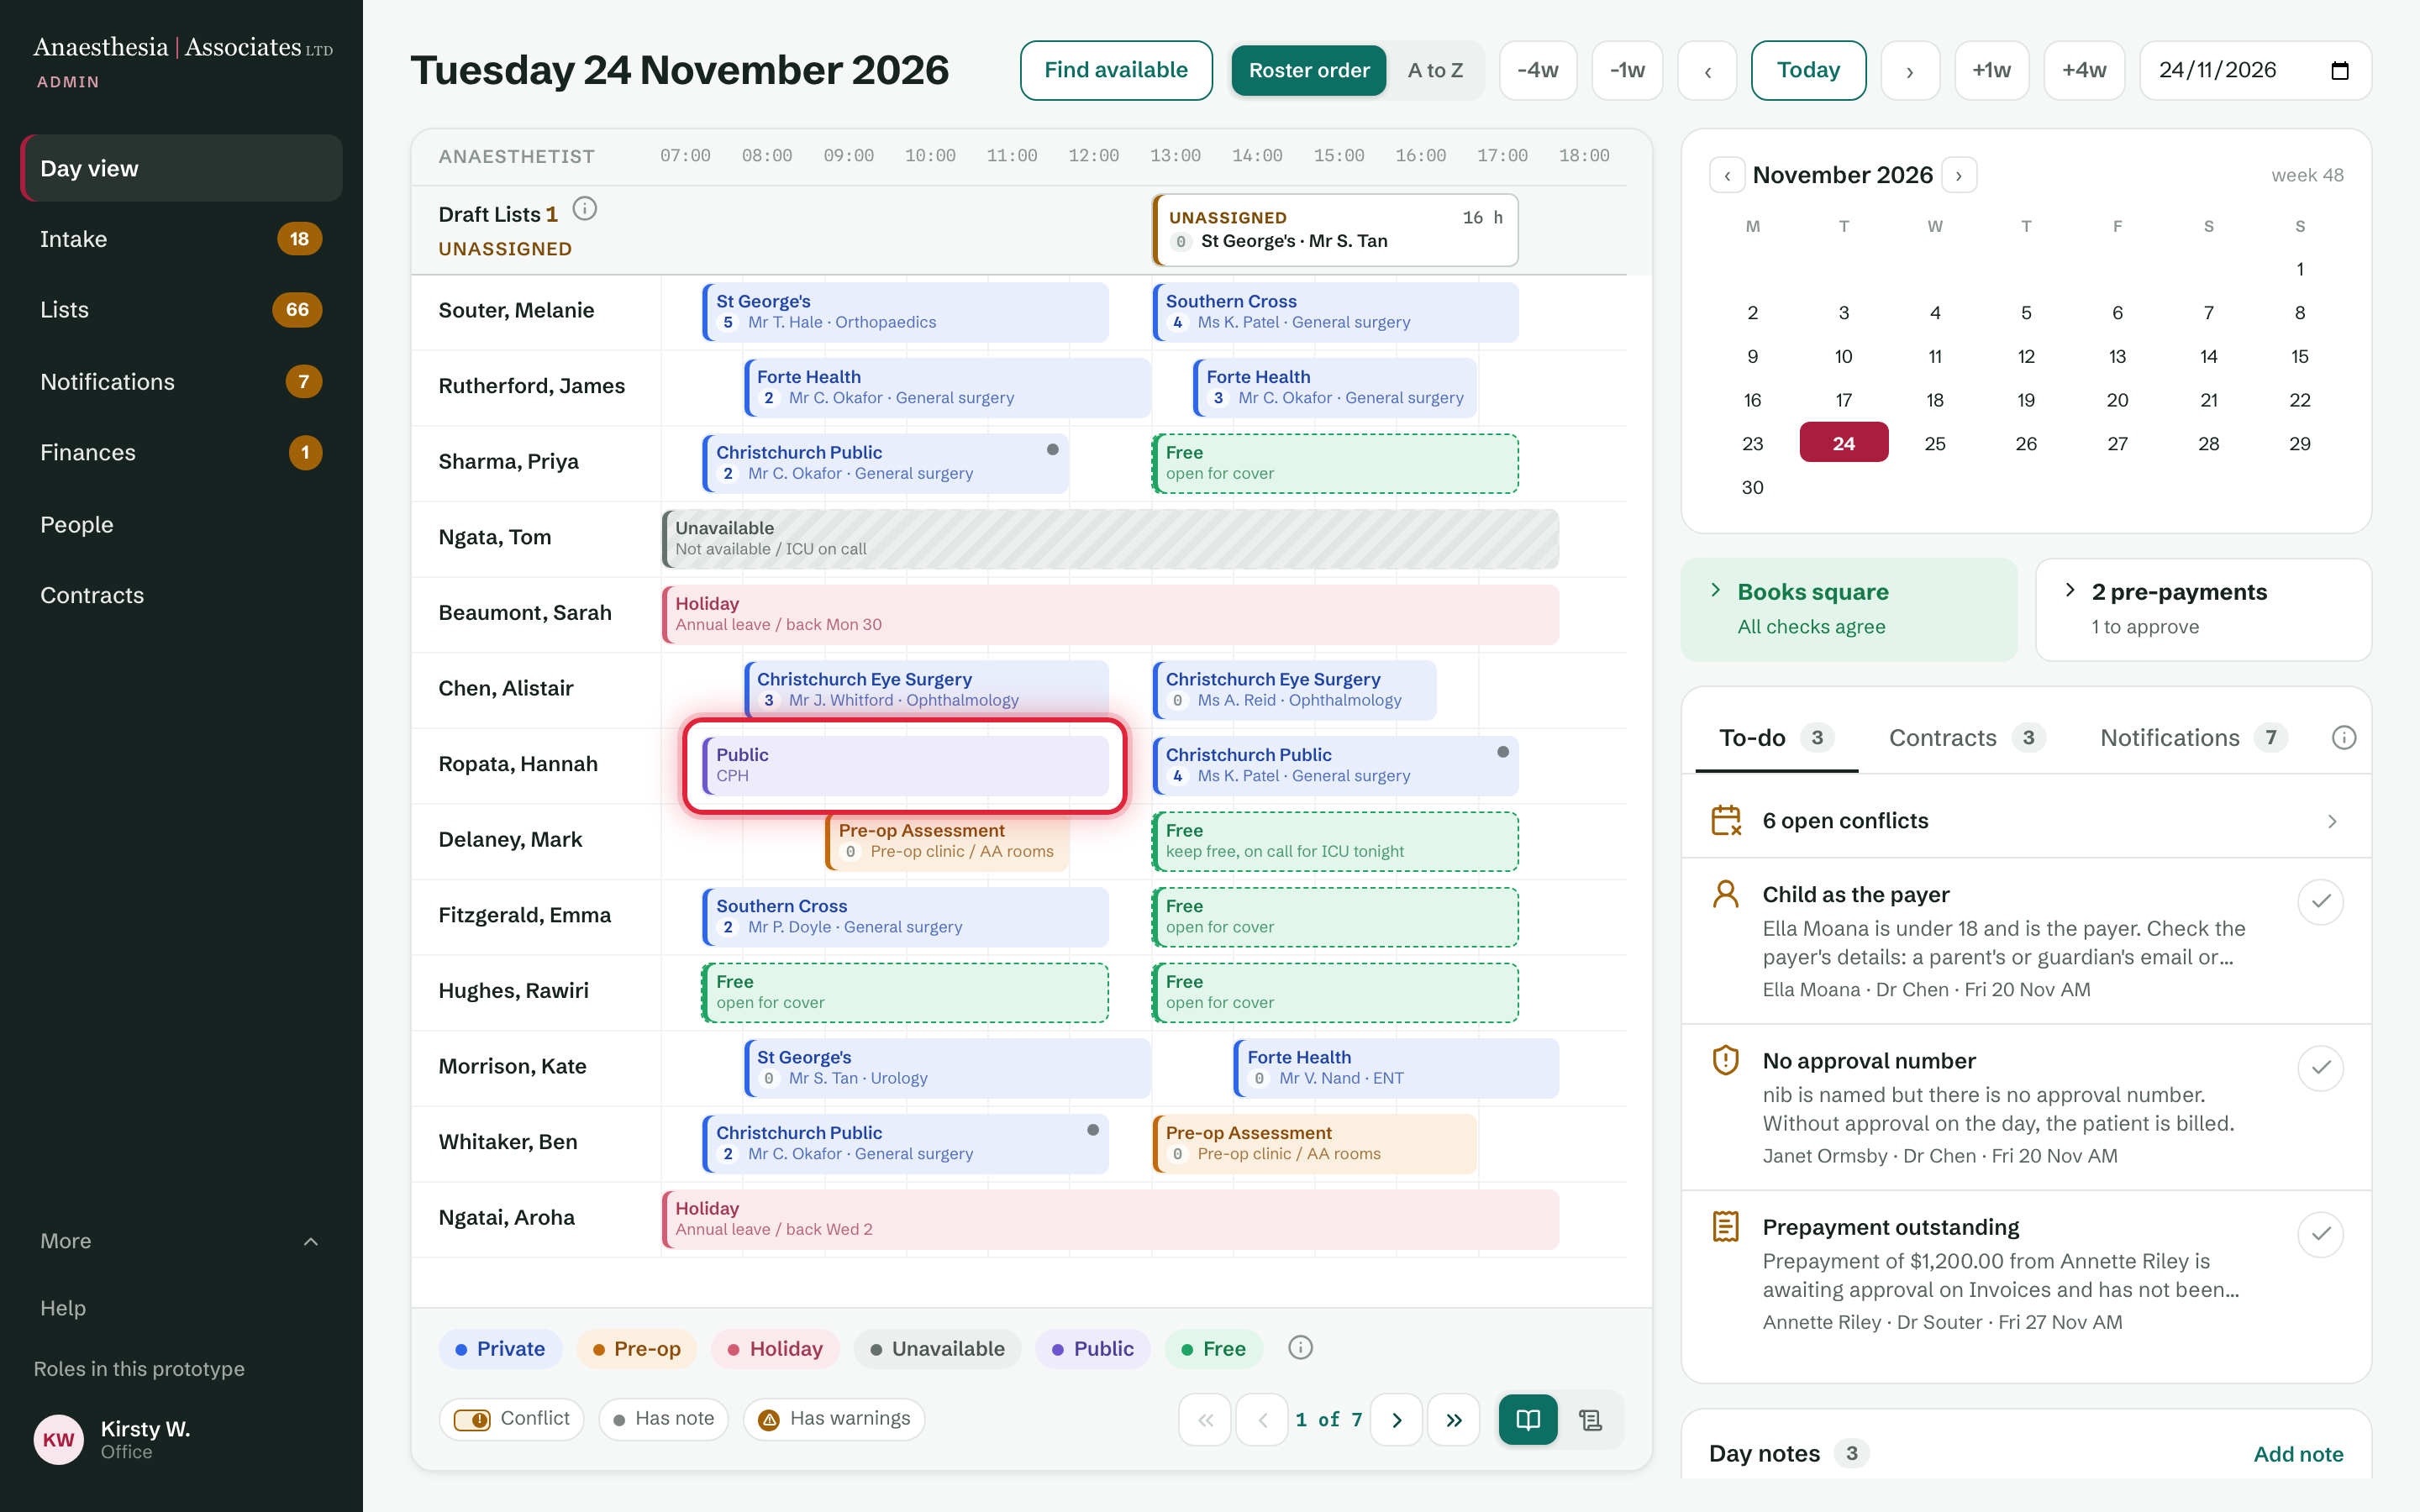 Anaesthesia | Associates LTD
ADMIN
Day view
Intake 18
Lists 66
Notifications 7
Finances 1
People
Contracts
More
Help
Roles in this prototype
KW
Kirsty W.
Office
Tuesday 24 November 2026
Find available
Roster order
A to Z
-4w
-1w
‹
Today
›
+1w
+4w
24/11/2026
ANAESTHETIST 07:00 08:00 09:00 10:00 11:00 12:00 13:00 14:00 15:00 16:00 17:00 18:00
Draft Lists 1
UNASSIGNED
UNASSIGNED 16 h
0 St George's · Mr S. Tan
Souter, Melanie
St George's
5 Mr T. Hale · Orthopaedics
Southern Cross
4 Ms K. Patel · General surgery
Rutherford, James
Forte Health
2 Mr C. Okafor · General surgery
Forte Health
3 Mr C. Okafor · General surgery
Sharma, Priya
Christchurch Public
2 Mr C. Okafor · General surgery
Free
open for cover
Ngata, Tom
Unavailable
Not available / ICU on call
Beaumont, Sarah
Holiday
Annual leave / back Mon 30
Chen, Alistair
Christchurch Eye Surgery
3 Mr J. Whitford · Ophthalmology
Christchurch Eye Surgery
0 Ms A. Reid · Ophthalmology
Ropata, Hannah
Public
CPH
Christchurch Public
4 Ms K. Patel · General surgery
Delaney, Mark
Pre-op Assessment
0 Pre-op clinic / AA rooms
Free
keep free, on call for ICU tonight
Fitzgerald, Emma
Southern Cross
2 Mr P. Doyle · General surgery
Free
open for cover
Hughes, Rawiri
Free
open for cover
Free
open for cover
Morrison, Kate
St George's
0 Mr S. Tan · Urology
Forte Health
0 Mr V. Nand · ENT
Whitaker, Ben
Christchurch Public
2 Mr C. Okafor · General surgery
Pre-op Assessment
0 Pre-op clinic / AA rooms
Ngatai, Aroha
Holiday
Annual leave / back Wed 2
Private
Pre-op
Holiday
Unavailable
Public
Free
Conflict
Has note
Has warnings
« ‹ 1 of 7 › »
‹ November 2026 › week 48
M T W T F S S
1
2 3 4 5 6 7 8
9 10 11 12 13 14 15
16 17 18 19 20 21 22
23 24 25 26 27 28 29
30
Books square
All checks agree
2 pre-payments
1 to approve
To-do 3
Contracts 3
Notifications 7
6 open conflicts
Child as the payer
Ella Moana is under 18 and is the payer. Check the
payer's details: a parent's or guardian's email or…
Ella Moana · Dr Chen · Fri 20 Nov AM
No approval number
nib is named but there is no approval number.
Without approval on the day, the patient is billed.
Janet Ormsby · Dr Chen · Fri 20 Nov AM
Prepayment outstanding
Prepayment of $1,200.00 from Annette Riley is
awaiting approval on Invoices and has not been…
Annette Riley · Dr Souter · Fri 27 Nov AM
Day notes 3
Add note